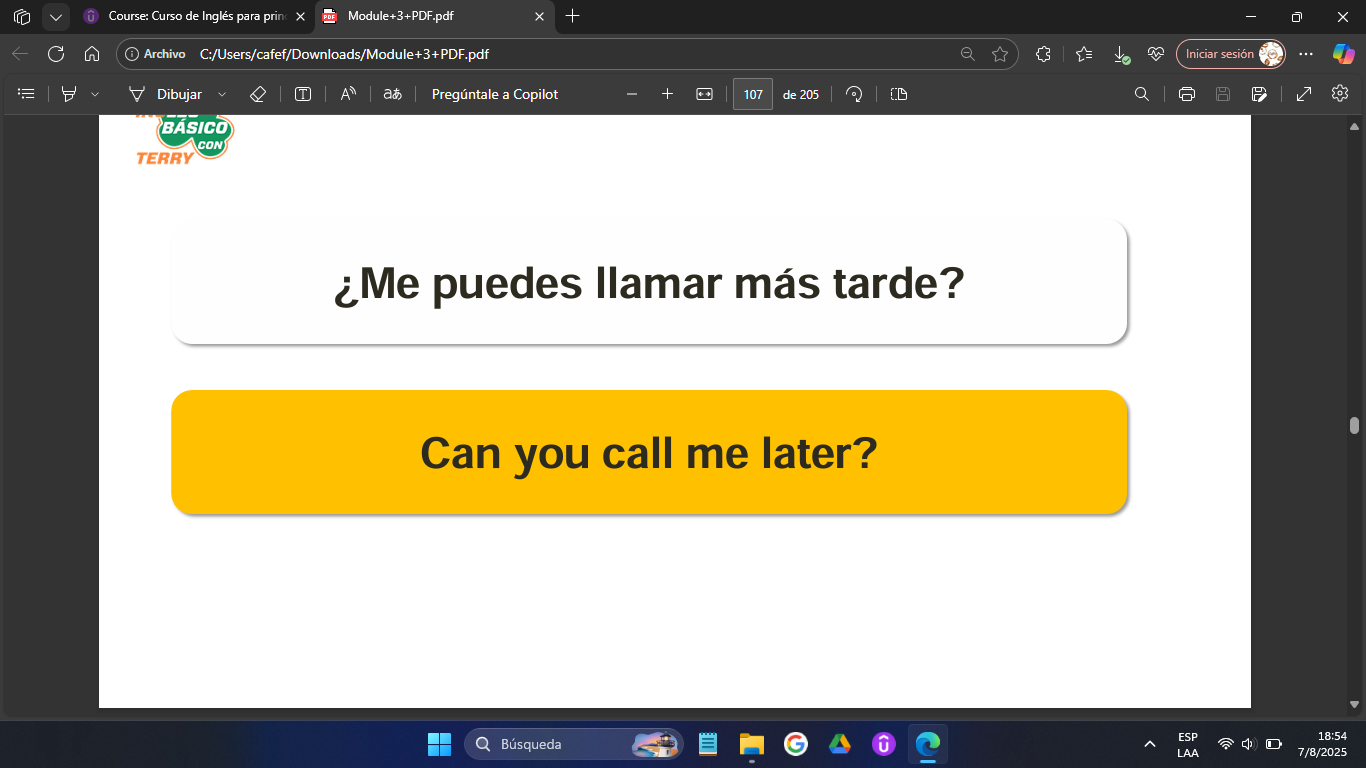 Course: Curso de Inglés para prin
Module+3+PDF.pdf
Archivo
C:/Users/cafef/Downloads/Module+3+PDF.pdf
Iniciar sesión
Dibujar
Pregúntale a Copilot
107
de 205
BÁSICO
CON
TERRY
¿Me puedes llamar más tarde?
Can you call me later?
Búsqueda
ESP
LAA
18:54
7/8/2025